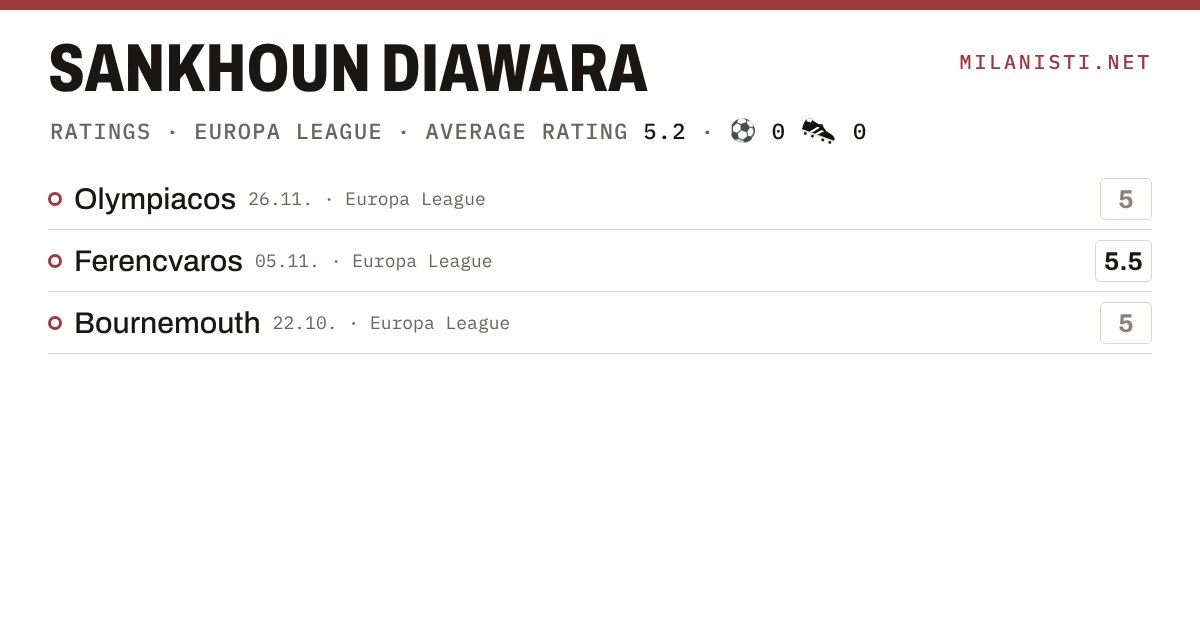 SANKHOUN DIAWARA
MILANISTI.NET
RATINGS · EUROPA LEAGUE · AVERAGE RATING 5.2 · ⚽ 0 👟 0
Olympiacos 26.11. · Europa League 5
Ferencvaros 05.11. · Europa League 5.5
Bournemouth 22.10. · Europa League 5